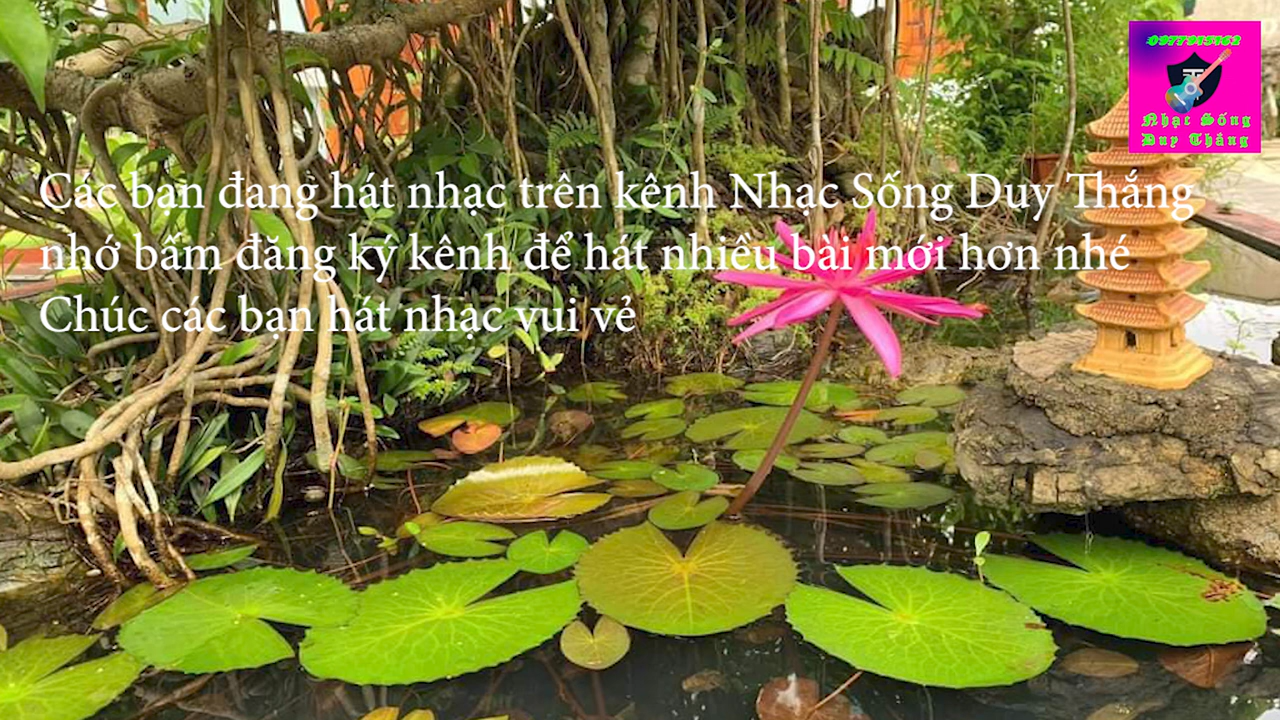 0977915162
Nhạc Sống
Duy Thắng
Các bạn đang hát nhạc trên kênh Nhạc Sống Duy Thắng
nhớ bấm đăng ký kênh để hát nhiều bài mới hơn nhé
Chúc các bạn hát nhạc vui vẻ